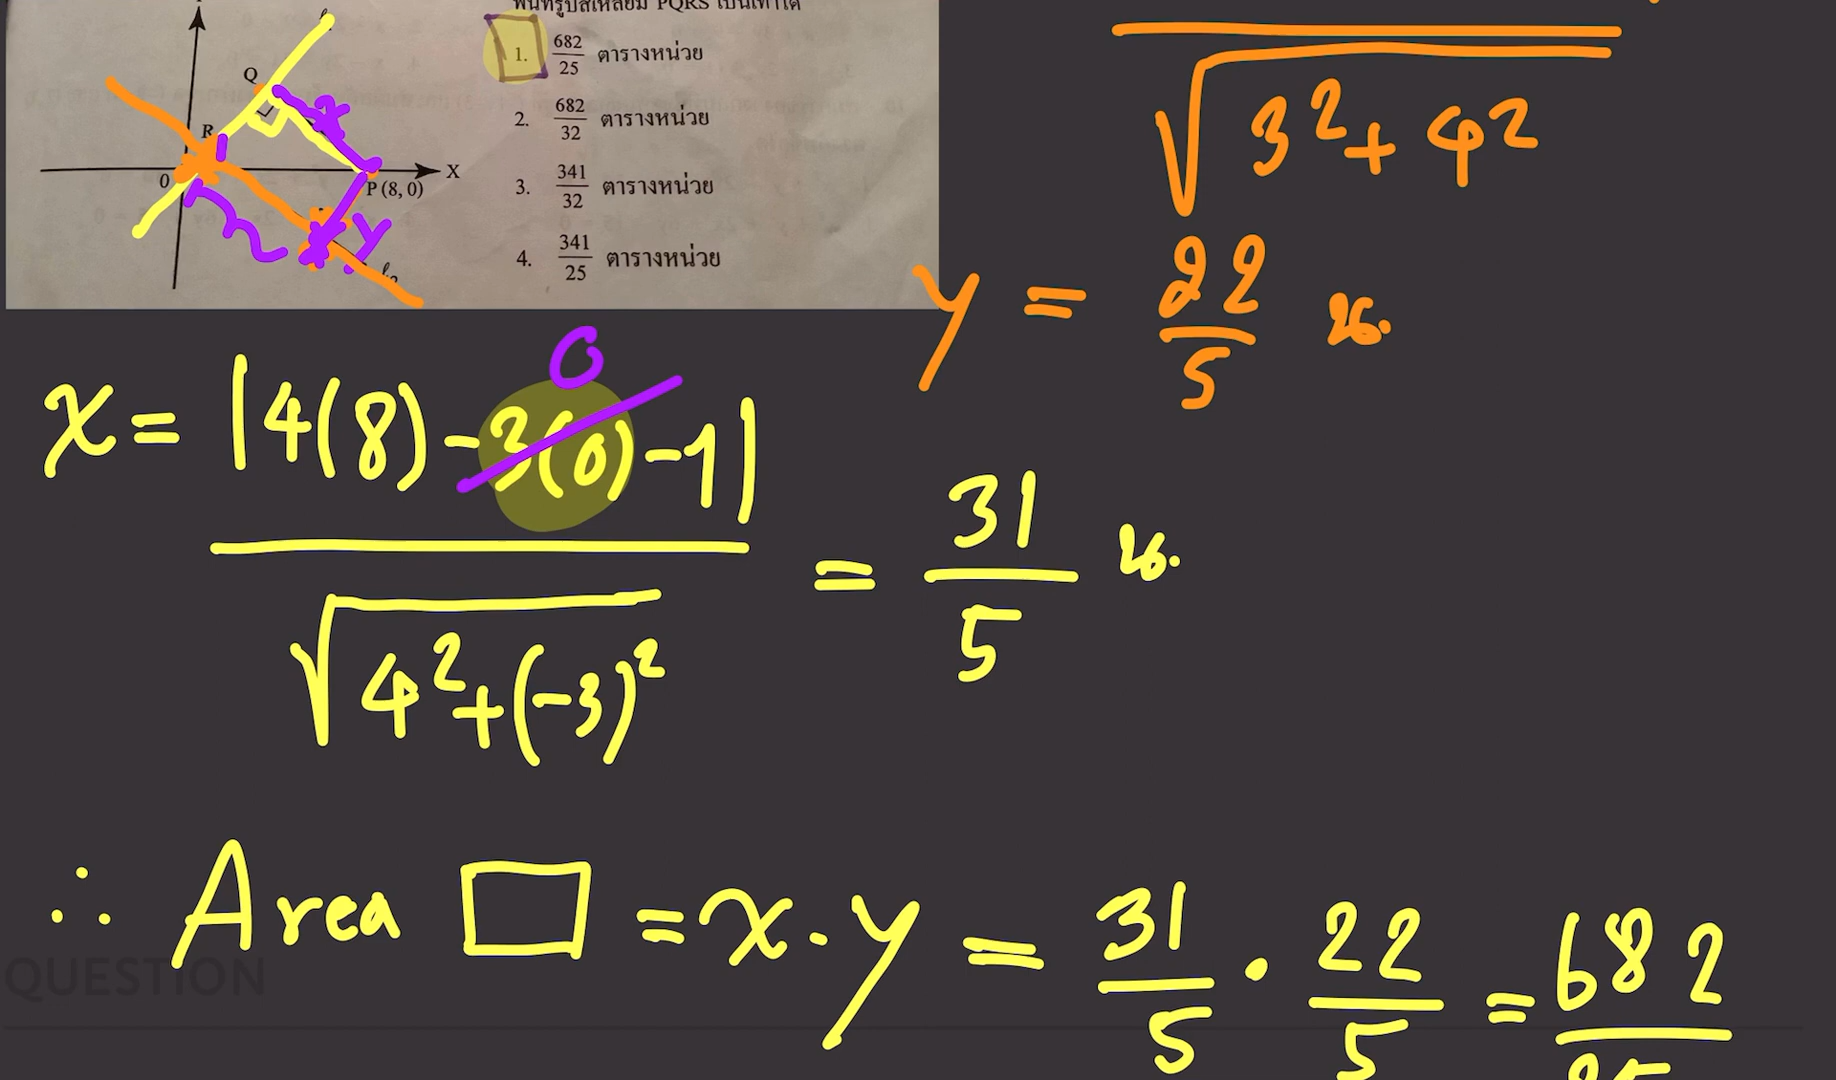 พื้นที่รูปสี่เหลี่ยม PQRS เป็นเท่าใด
1. 682/25 ตารางหน่วย
2. 682/32 ตารางหน่วย
3. 341/32 ตารางหน่วย
4. 341/25 ตารางหน่วย
Q
R
0
X
P (8, 0)
x
y
√3² + 4²
y = 22/5 นร.
0
x = |4(8) - 3(0) - 1| / √4² + (-3)² = 31/5 นร.
∴ Area □ = x . y = 31/5 . 22/5 = 682/25
QUESTION